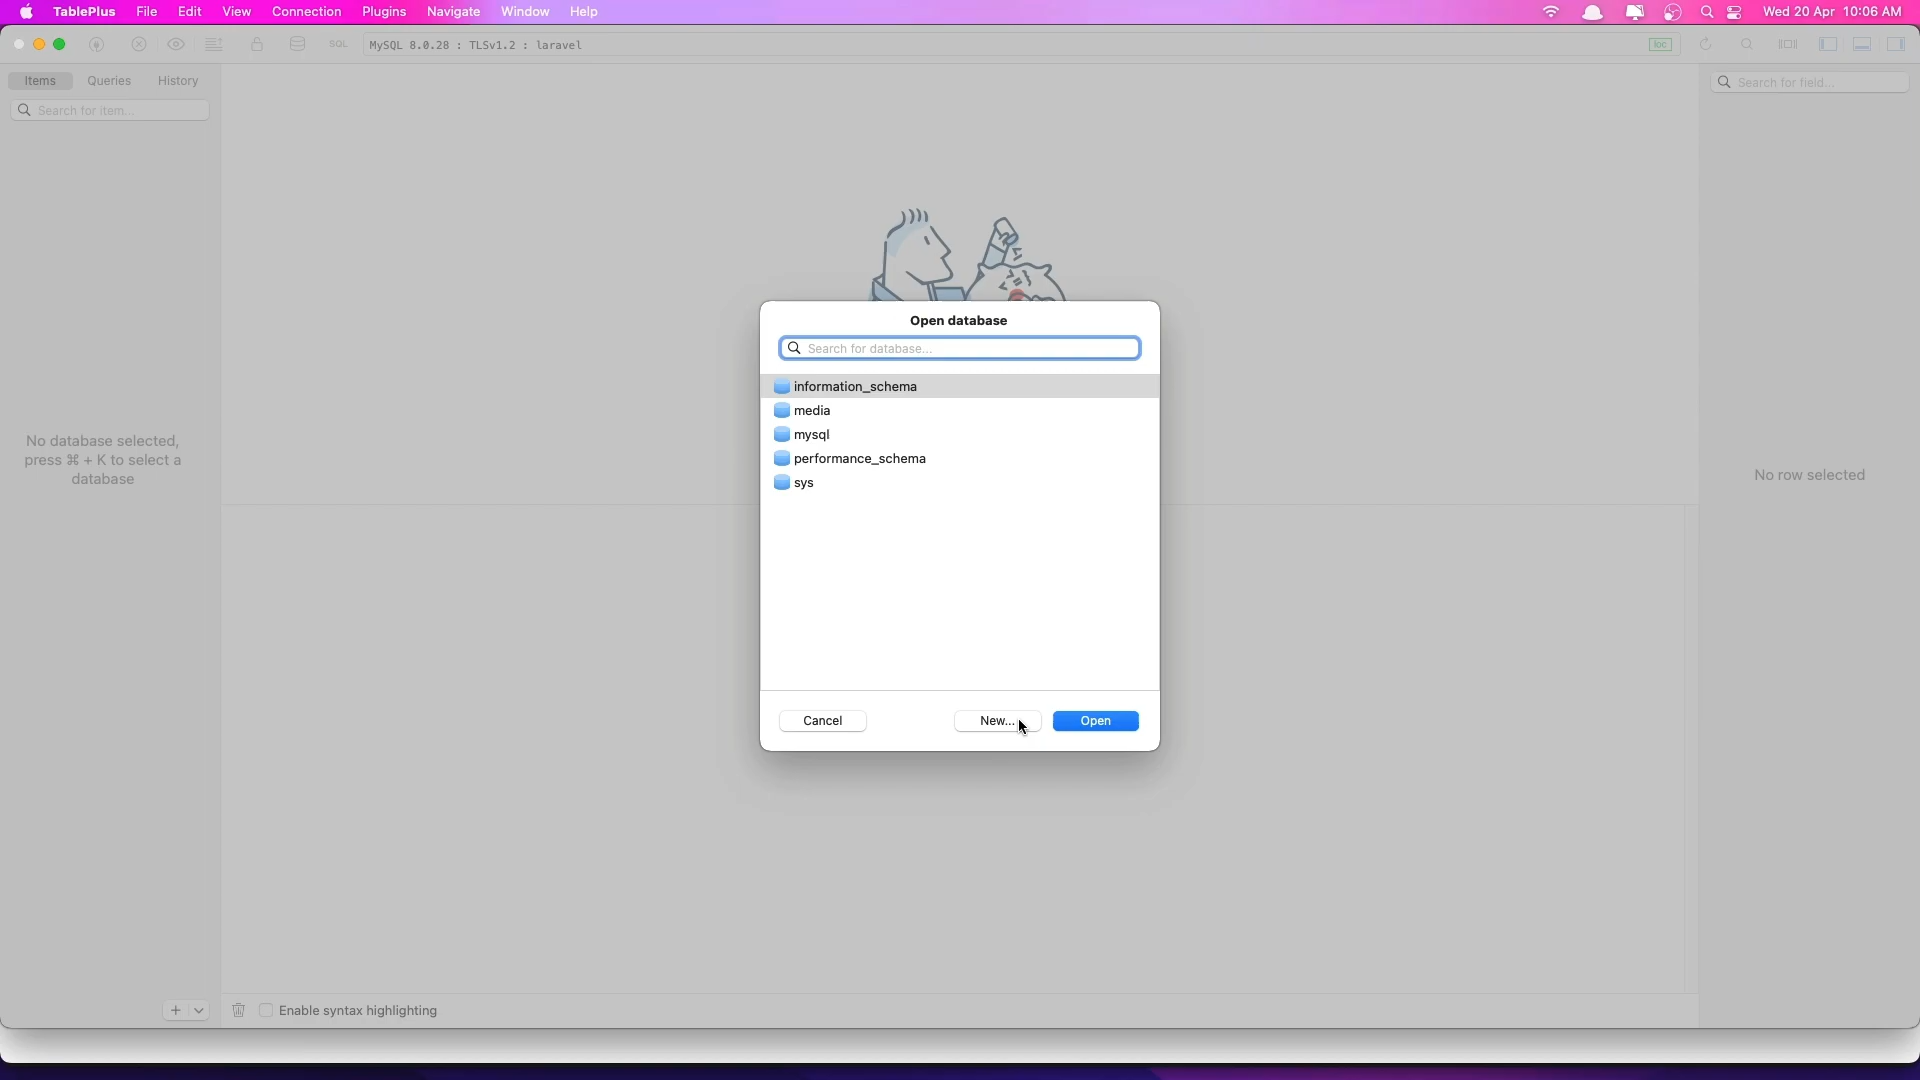 TablePlus File Edit View Connection Plugins Navigate Window Help Wed 20 Apr 10:06 AM
SQL MySQL 8.0.28 : TLSv1.2 : laravel loc
Items Queries History
Search for item...
Search for field...
No database selected,
press ⌘ + K to select a
database
Open database
Search for database...
information_schema
media
mysql
performance_schema
sys
Cancel New... Open
No row selected
+ Enable syntax highlighting